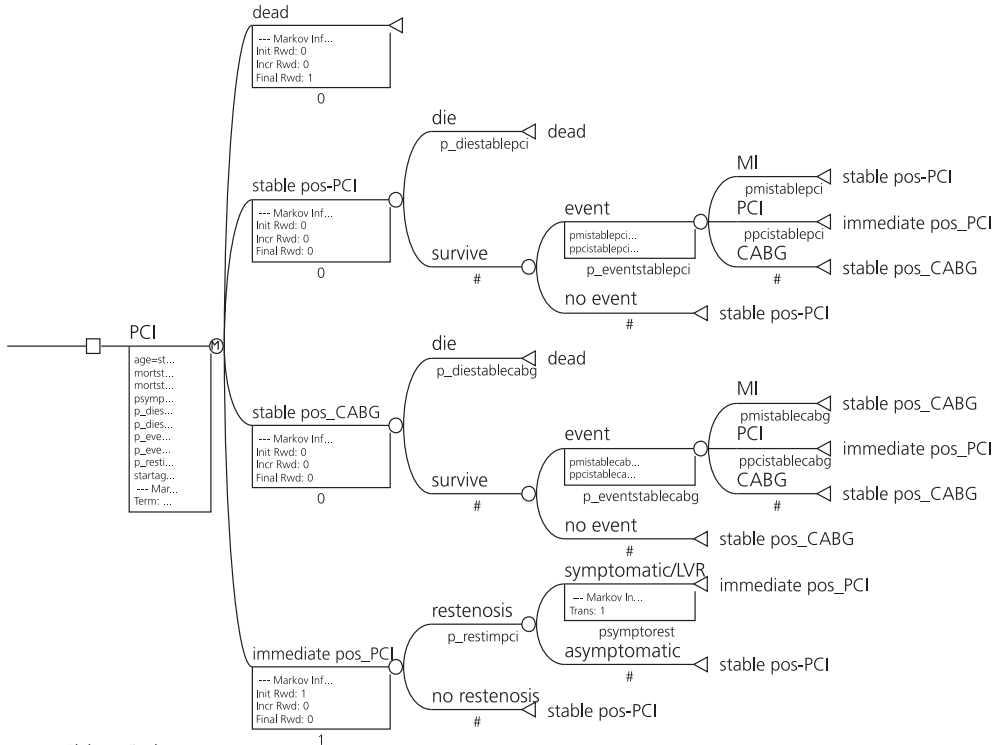 dead
--- Markov Inf...
Init Rwd: 0
Incr Rwd: 0
Final Rwd: 1
0
die
p_diestablepci
dead
stable pos-PCI
--- Markov Inf...
Init Rwd: 0
Incr Rwd: 0
Final Rwd: 0
0
survive
#
event
pmistablepci...
ppcistablepci...
p_eventstablepci
MI
pmistablepci
stable pos-PCI
PCI
ppcistablepci
immediate pos_PCI
CABG
#
stable pos_CABG
no event
#
stable pos-PCI
PCI
M
age=st...
mortst...
mortst...
psymp...
p_dies...
p_dies...
p_eve...
p_eve...
p_resti...
startag...
--- Mar...
Term: ...
die
p_diestablecabg
dead
stable pos_CABG
--- Markov Inf...
Init Rwd: 0
Incr Rwd: 0
Final Rwd: 0
0
survive
#
event
pmistablecab...
ppcistableca...
p_eventstablecabg
MI
pmistablecabg
stable pos_CABG
PCI
ppcistablecabg
immediate pos_PCI
CABG
#
stable pos_CABG
no event
#
stable pos_CABG
immediate pos_PCI
--- Markov Inf...
Init Rwd: 1
Incr Rwd: 0
Final Rwd: 0
1
restenosis
p_restimpci
symptomatic/LVR
--- Markov In...
Trans: 1
psymptorest
immediate pos_PCI
asymptomatic
#
stable pos-PCI
no restenosis
#
stable pos-PCI